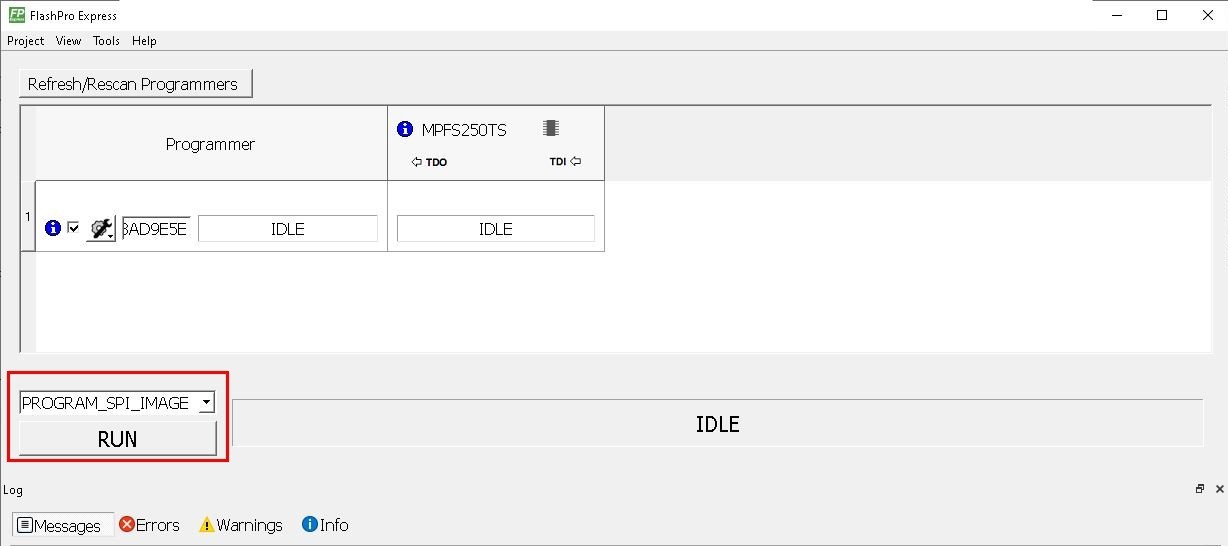 FP Express FlashPro Express
Project View Tools Help
Refresh/Rescan Programmers
Programmer
i MPFS250TS
TDO TDI
1
i 3AD9E5E IDLE IDLE
PROGRAM_SPI_IMAGE
RUN
IDLE
Log
Messages Errors Warnings i Info